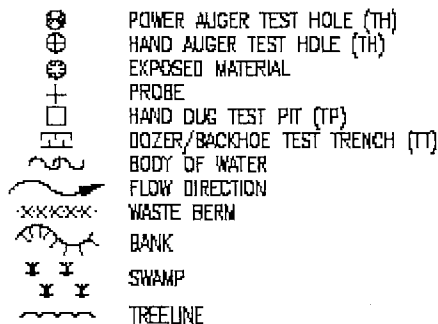 POWER AUGER TEST HOLE (TH)
HAND AUGER TEST HOLE (TH)
EXPOSED MATERIAL
PROBE
HAND DUG TEST PIT (TP)
DOZER/BACKHOE TEST TRENCH (TT)
BODY OF WATER
FLOW DIRECTION
WASTE BERM
BANK
SWAMP
TREELINE